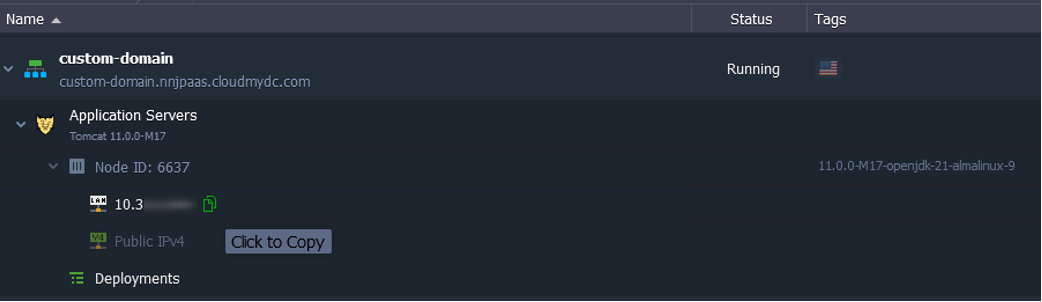 Name Status Tags
custom-domain
custom-domain.nnjpaas.cloudmydc.com
Running
Application Servers
Tomcat 11.0.0-M17
Node ID: 6637
11.0.0-M17-openjdk-21-almalinux-9
LAN
10.3
V4
Public IPv4
Click to Copy
Deployments